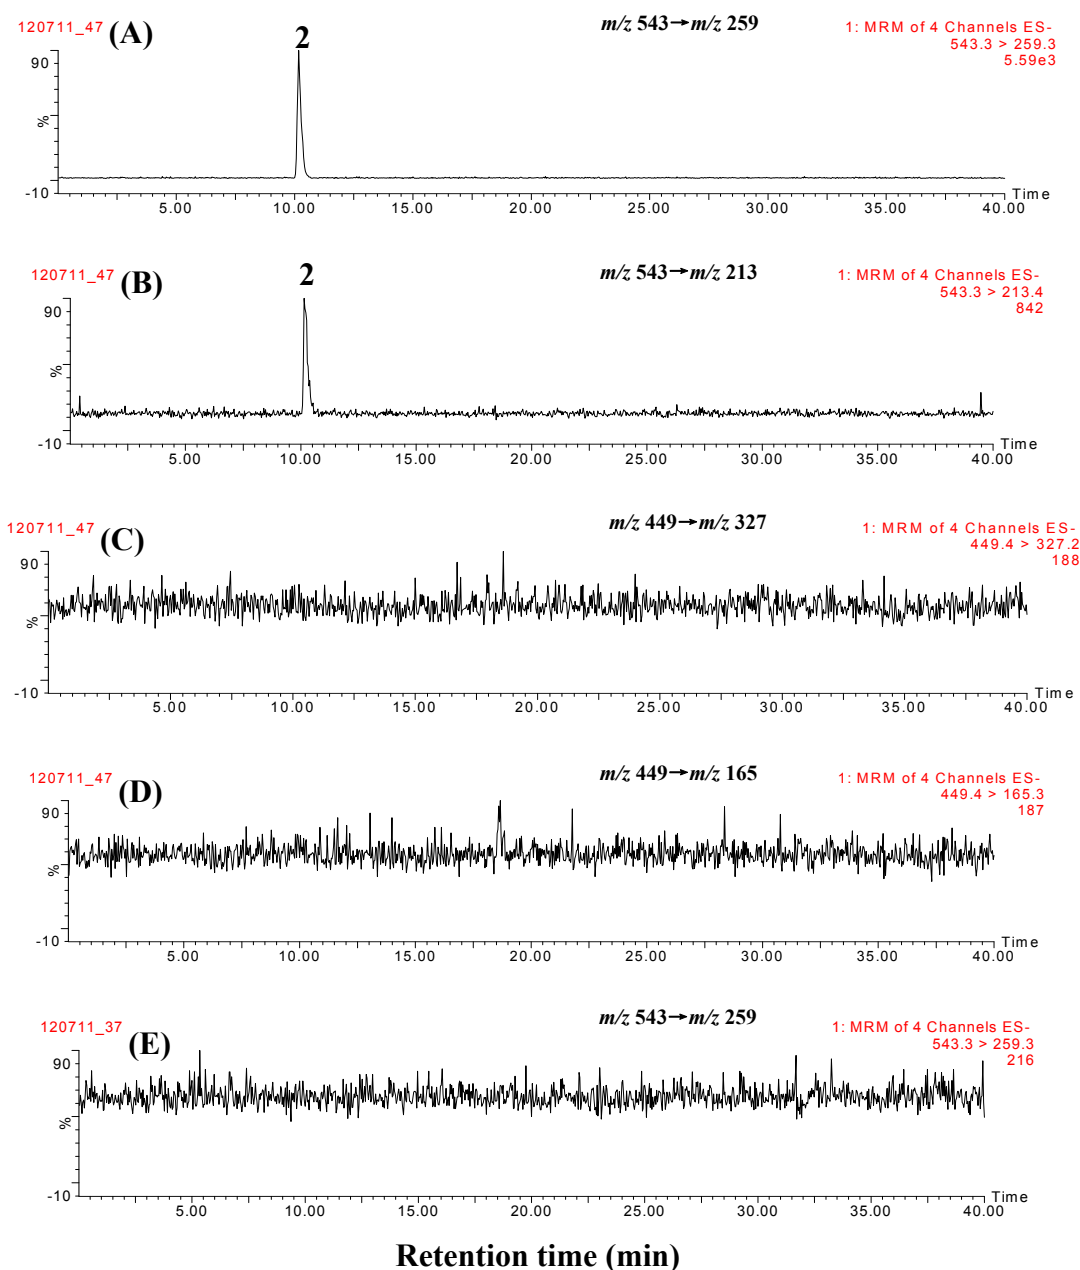 120711_47 (A) m/z 543→m/z 259 1: MRM of 4 Channels ES-
2 543.3 > 259.3
5.59e3
90
%
-10
Time
5.00 10.00 15.00 20.00 25.00 30.00 35.00 40.00
120711_47 (B) m/z 543→m/z 213 1: MRM of 4 Channels ES-
2 543.3 > 213.4
842
90
%
-10
Time
5.00 10.00 15.00 20.00 25.00 30.00 35.00 40.00
120711_47 (C) m/z 449→m/z 327 1: MRM of 4 Channels ES-
449.4 > 327.2
188
90
%
-10
Time
5.00 10.00 15.00 20.00 25.00 30.00 35.00 40.00
120711_47 (D) m/z 449→m/z 165 1: MRM of 4 Channels ES-
449.4 > 165.3
187
90
%
-10
Time
5.00 10.00 15.00 20.00 25.00 30.00 35.00 40.00
120711_37 (E) m/z 543→m/z 259 1: MRM of 4 Channels ES-
543.3 > 259.3
216
90
%
-10
Time
5.00 10.00 15.00 20.00 25.00 30.00 35.00 40.00
Retention time (min)